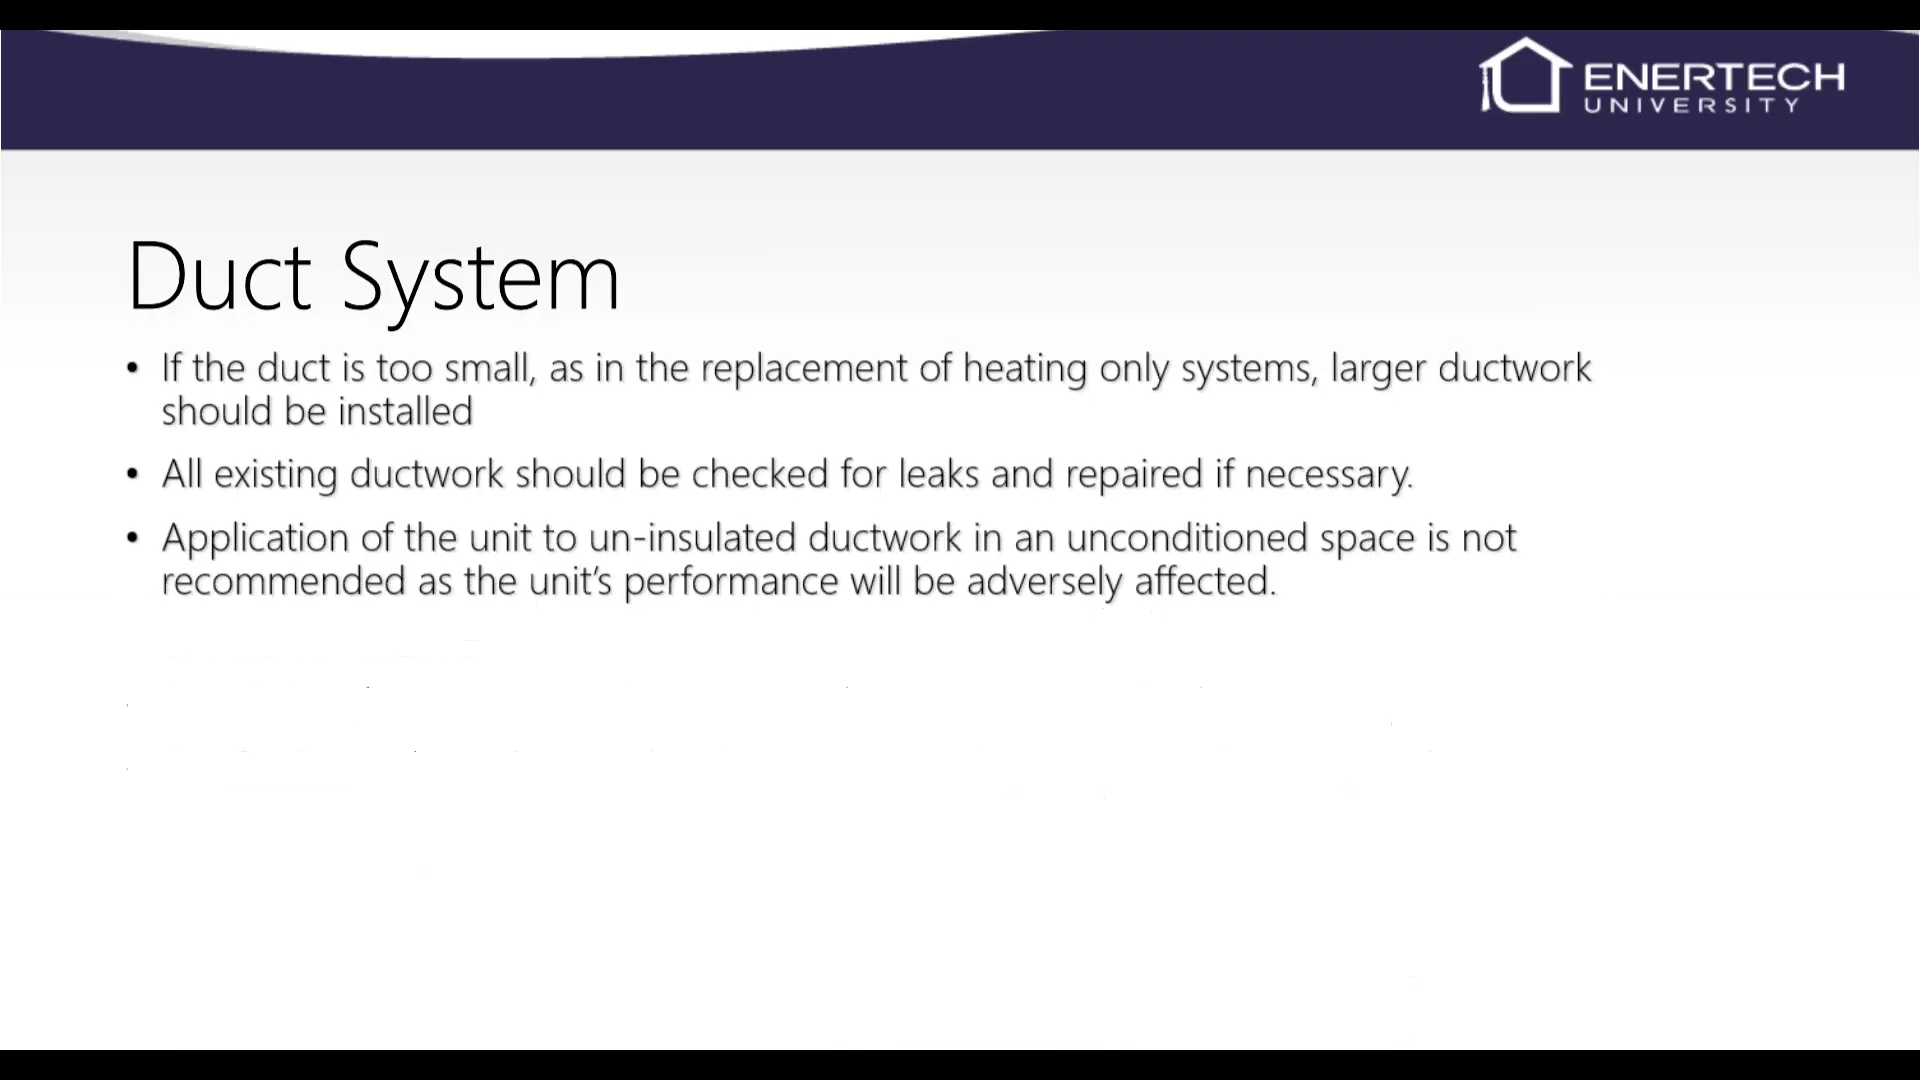 ENERTECH
UNIVERSITY
Duct System
• If the duct is too small, as in the replacement of heating only systems, larger ductwork
should be installed
• All existing ductwork should be checked for leaks and repaired if necessary.
• Application of the unit to un-insulated ductwork in an unconditioned space is not
recommended as the unit’s performance will be adversely affected.